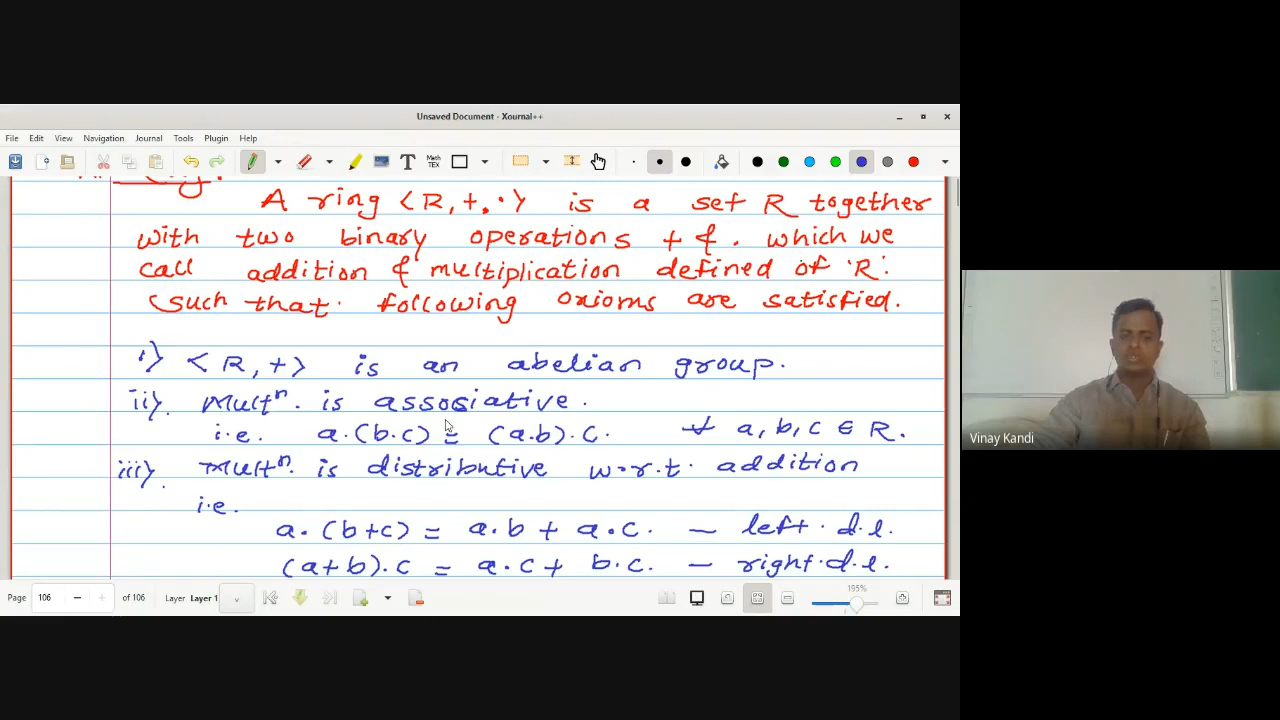 Unsaved Document - Xournal++
File Edit View Navigation Journal Tools Plugin Help
Ring:
A ring <R, +, ·> is a set R together
with two binary operations + & · which we
call addition & multiplication defined of 'R'.
such that following axioms are satisfied.
i) <R, +> is an abelian group.
ii). Multⁿ. is associative.
i.e. a.(b.c) = (a.b).c. ∀ a, b, c ∈ R.
iii). Multⁿ. is distributive w.r.t. addition
i.e.
a.(b+c) = a.b + a.c. — left.d.l.
(a+b).c = a.c + b.c. — right.d.l.
Vinay Kandi
Page 106 of 106 Layer Layer 1 195%